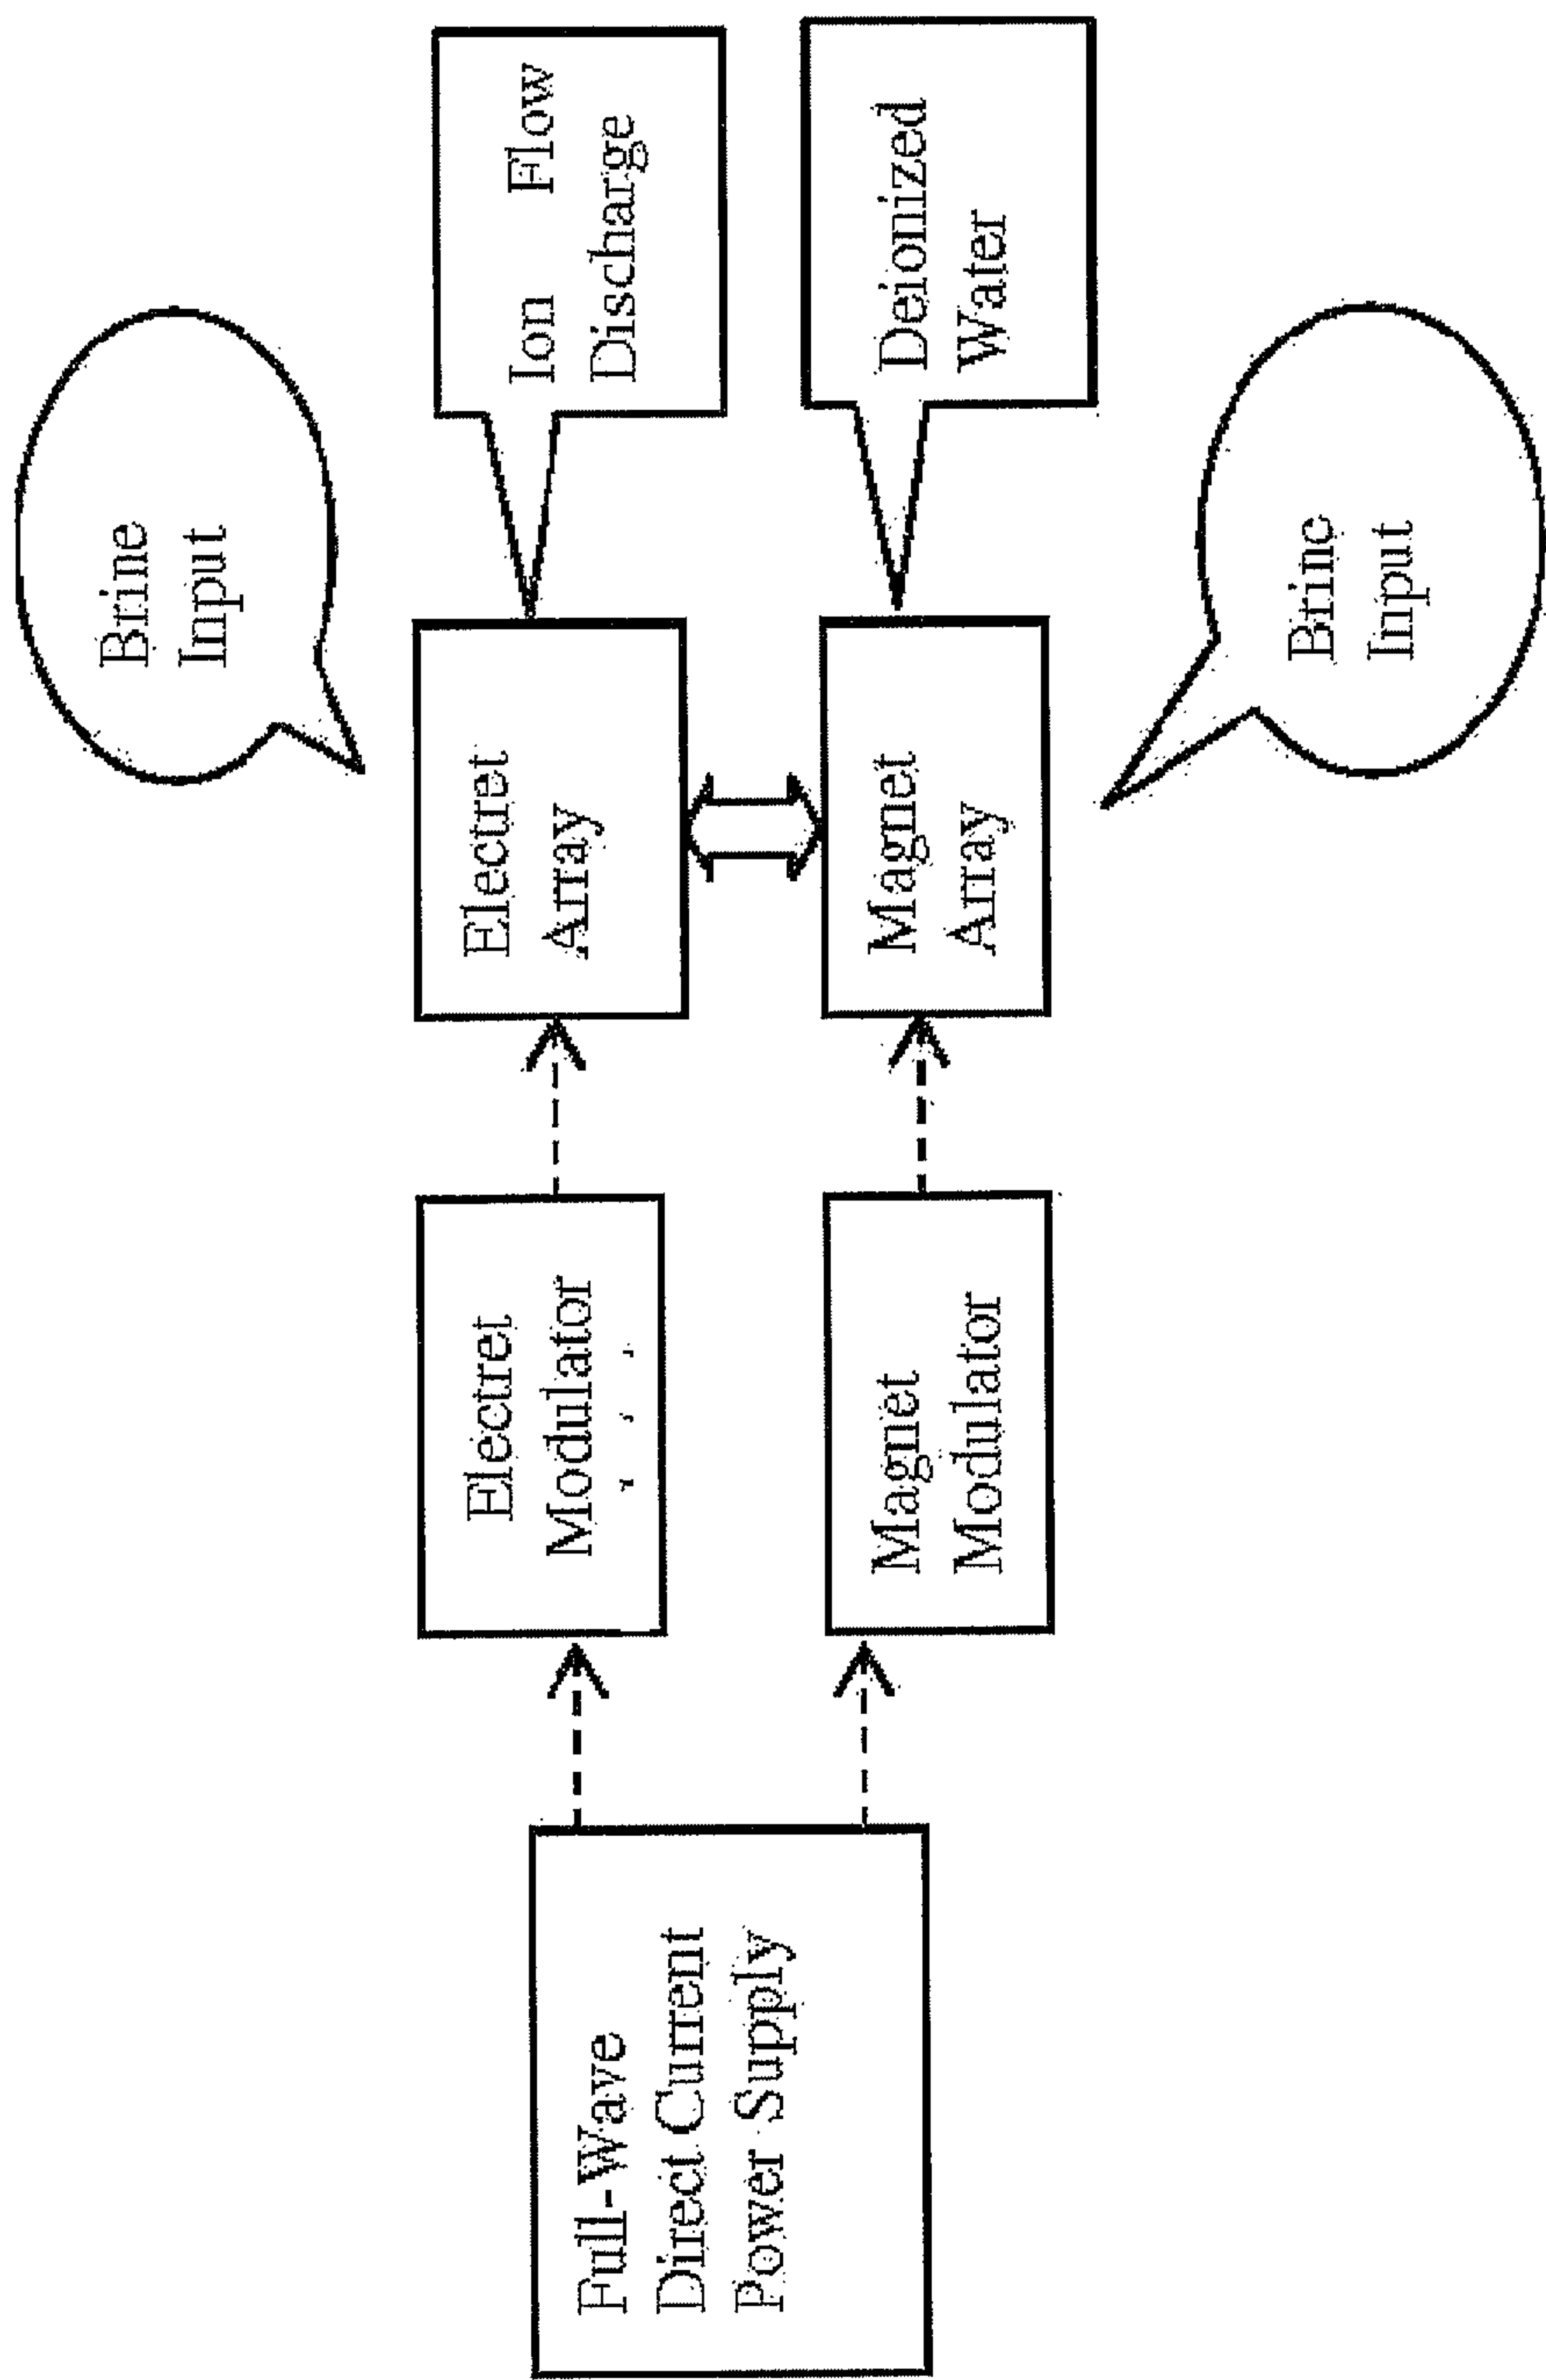 Full-Wave
Direct Current
Power Supply
Electret
Modulator
Magnet
Modulator
Electret
Array
Magnet
Array
Brine
Input
Brine
Input
Ion Flow
Discharge
Deionized
Water